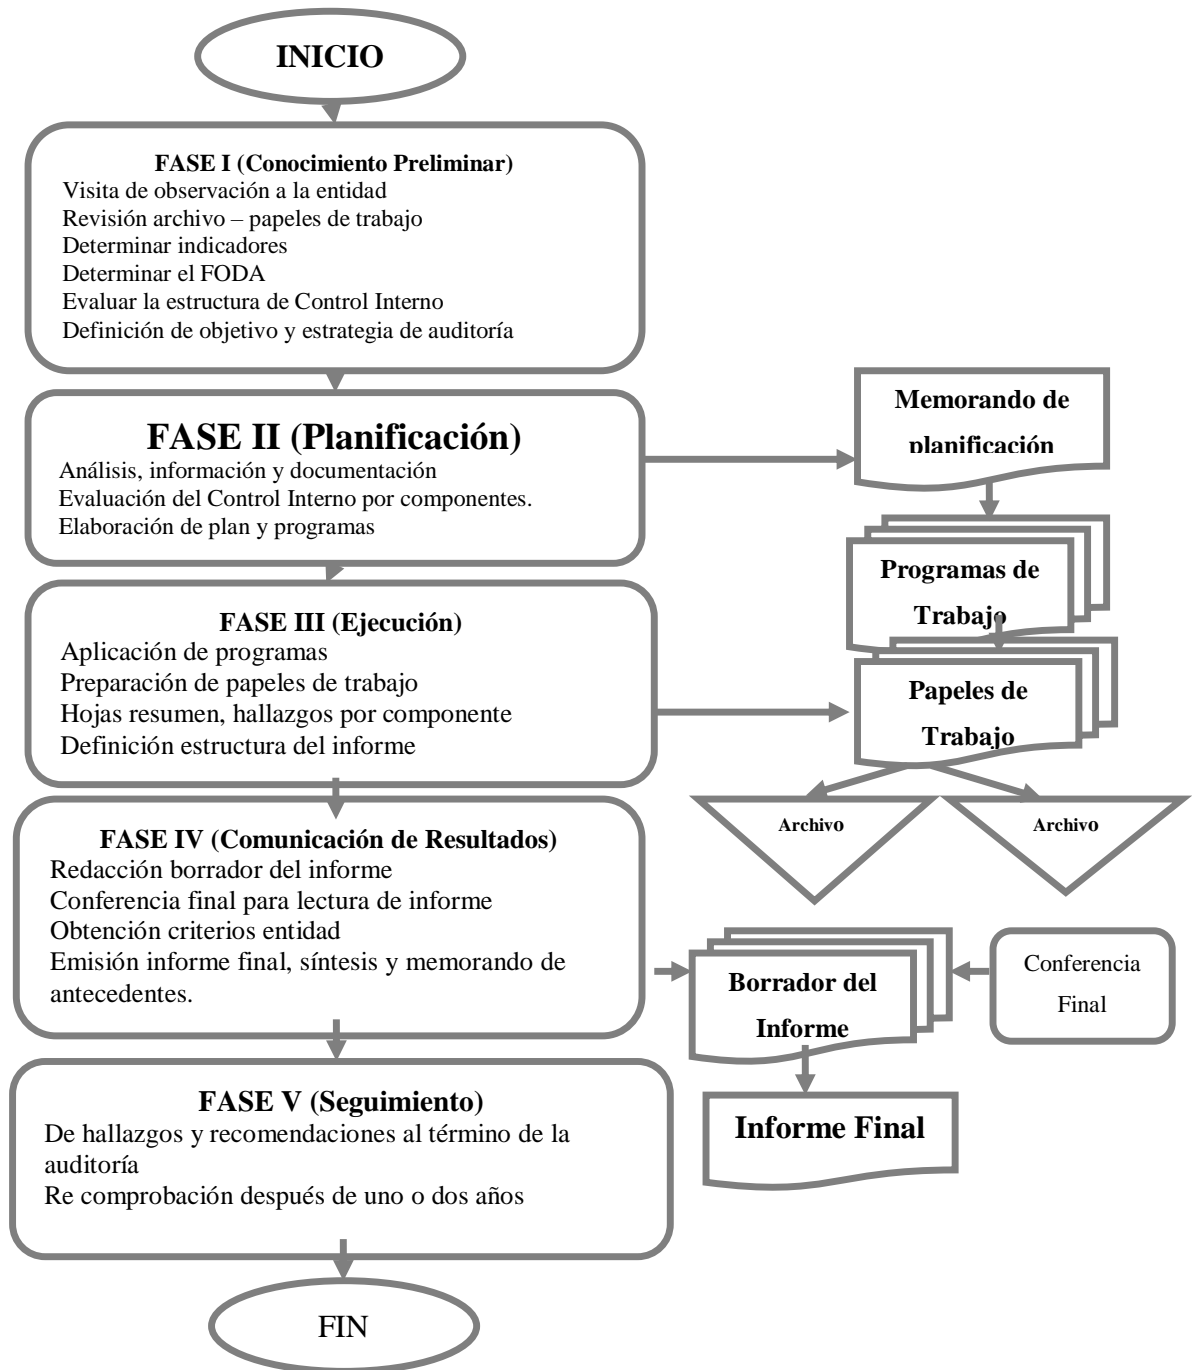 INICIO
FASE I (Conocimiento Preliminar)
Visita de observación a la entidad
Revisión archivo – papeles de trabajo
Determinar indicadores
Determinar el FODA
Evaluar la estructura de Control Interno
Definición de objetivo y estrategia de auditoría
FASE II (Planificación)
Análisis, información y documentación
Evaluación del Control Interno por componentes.
Elaboración de plan y programas
Memorando de
planificación
Programas de
Trabajo
FASE III (Ejecución)
Aplicación de programas
Preparación de papeles de trabajo
Hojas resumen, hallazgos por componente
Definición estructura del informe
Papeles de
Trabajo
Archivo
Archivo
FASE IV (Comunicación de Resultados)
Redacción borrador del informe
Conferencia final para lectura de informe
Obtención criterios entidad
Emisión informe final, síntesis y memorando de
antecedentes.
Borrador del
Informe
Conferencia
Final
FASE V (Seguimiento)
De hallazgos y recomendaciones al término de la
auditoría
Re comprobación después de uno o dos años
Informe Final
FIN